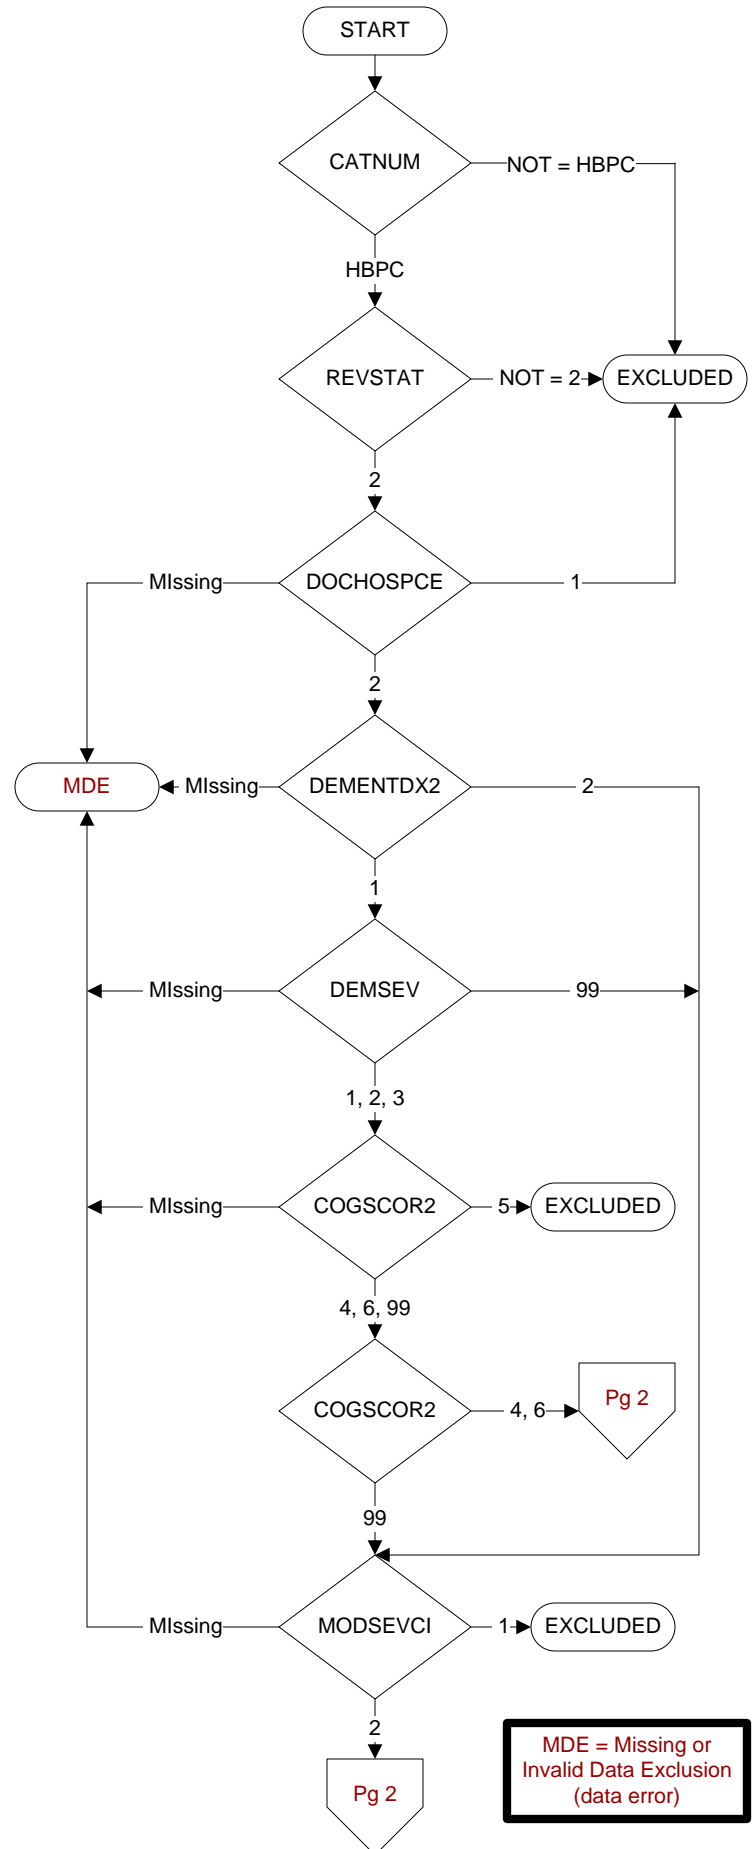 START
CATNUM
NOT = HBPC
HBPC
REVSTAT
NOT = 2
EXCLUDED
2
MIssing
DOCHOSPCE
1
2
MDE
MIssing
DEMENTDX2
2
1
MIssing
DEMSEV
99
1, 2, 3
MIssing
COGSCOR2
5
EXCLUDED
4, 6, 99
COGSCOR2
4, 6
Pg 2
99
MIssing
MODSEVCI
1
EXCLUDED
2
Pg 2
MDE = Missing or
Invalid Data Exclusion
(data error)